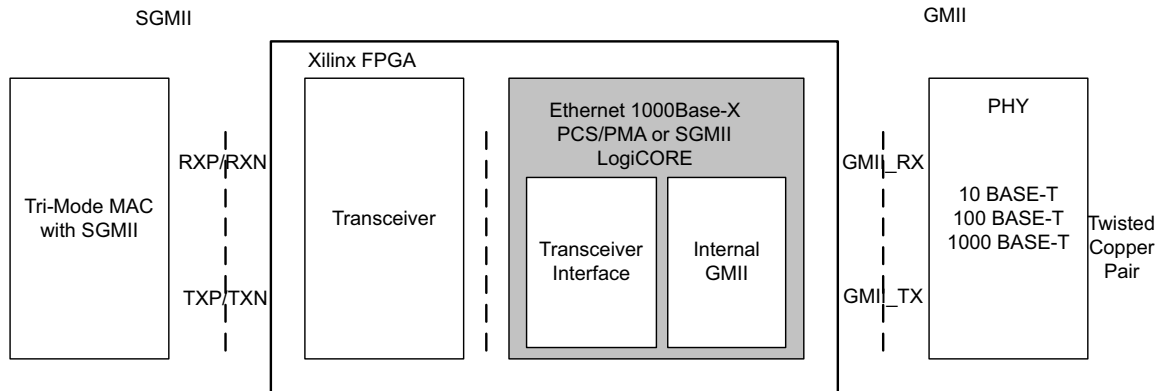 SGMII
GMII
Xilinx FPGA
Tri-Mode MAC
with SGMII
RXP/RXN
TXP/TXN
Transceiver
Ethernet 1000Base-X
PCS/PMA or SGMII
LogiCORE
Transceiver
Interface
Internal
GMII
GMII_RX
GMII_TX
PHY
10 BASE-T
100 BASE-T
1000 BASE-T
Twisted
Copper
Pair